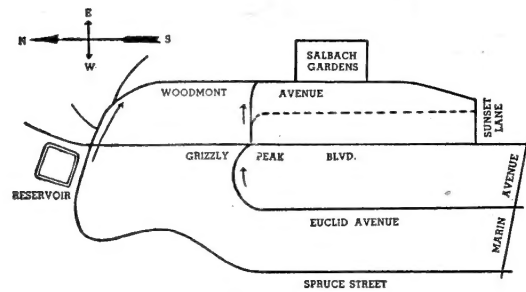 E
N
S
W
SALBACH
GARDENS
WOODMONT AVENUE
SUNSET LANE
GRIZZLY PEAK BLVD.
RESERVOIR
EUCLID AVENUE
MARIN AVENUE
SPRUCE STREET